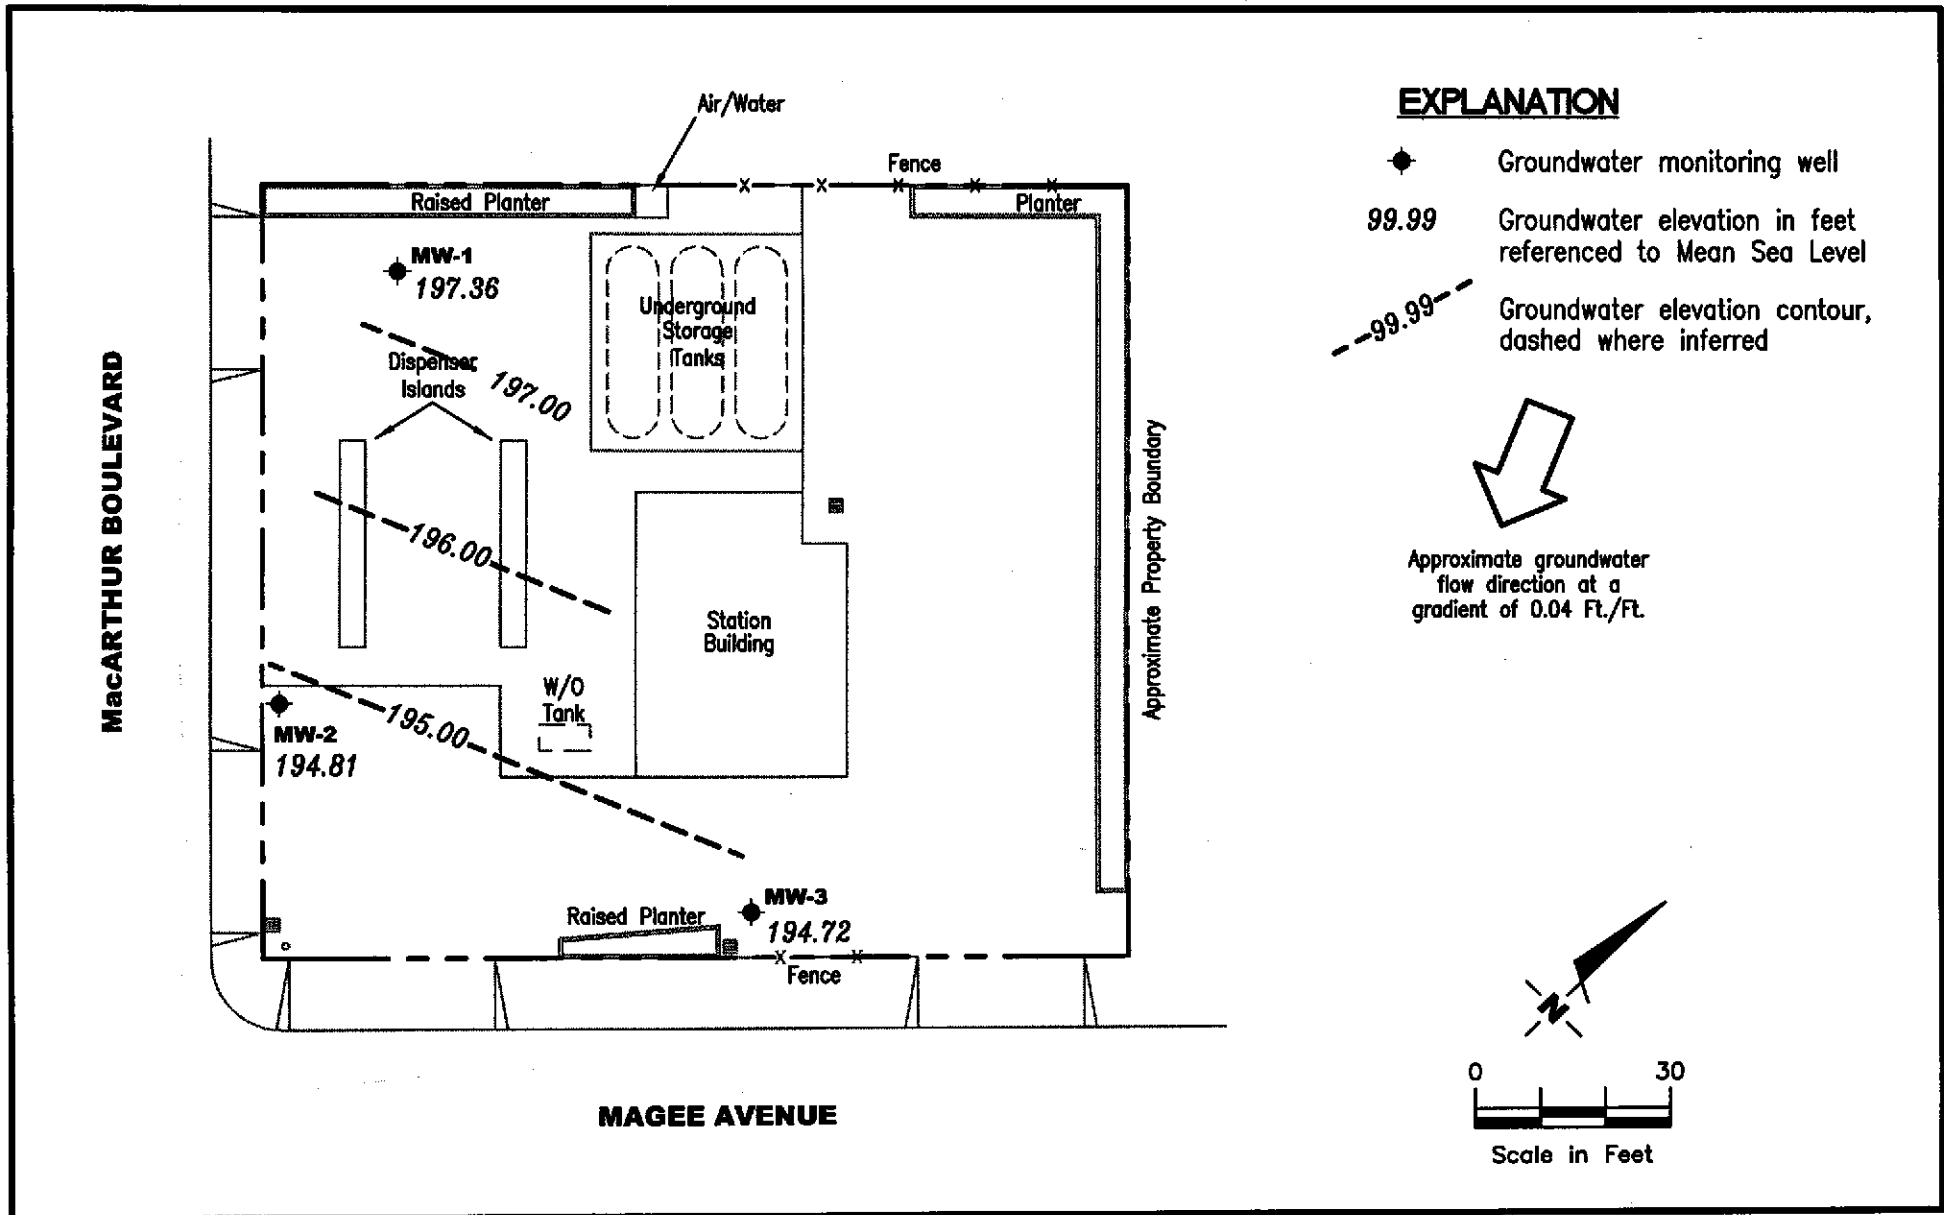 Air/Water
EXPLANATION
Groundwater monitoring well
99.99
Groundwater elevation in feet
referenced to Mean Sea Level
99.99
Groundwater elevation contour,
dashed where inferred
Approximate groundwater
flow direction at a
gradient of 0.04 Ft./Ft.
Fence
Raised Planter
Planter
MW-1
197.36
Underground
Storage
Tanks
Dispenser
Islands
197.00
MacARTHUR BOULEVARD
Approximate Property Boundary
196.00
Station
Building
W/O
Tank
195.00
MW-2
194.81
MW-3
194.72
Raised Planter
Fence
N
0 30
Scale in Feet
MAGEE AVENUE